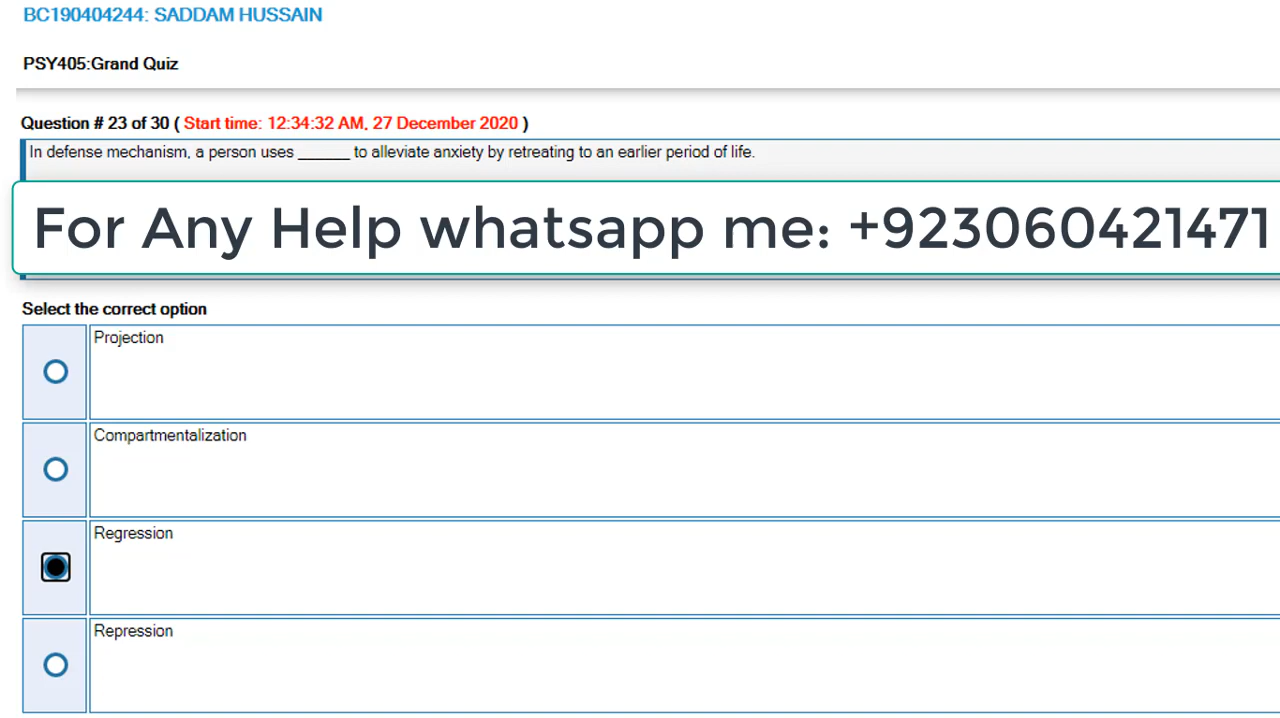 BC190404244: SADDAM HUSSAIN
PSY405:Grand Quiz
Question # 23 of 30 ( Start time: 12:34:32 AM, 27 December 2020 )
In defense mechanism, a person uses ______ to alleviate anxiety by retreating to an earlier period of life.
For Any Help whatsapp me: +923060421471
Select the correct option
Projection
Compartmentalization
Regression
Repression